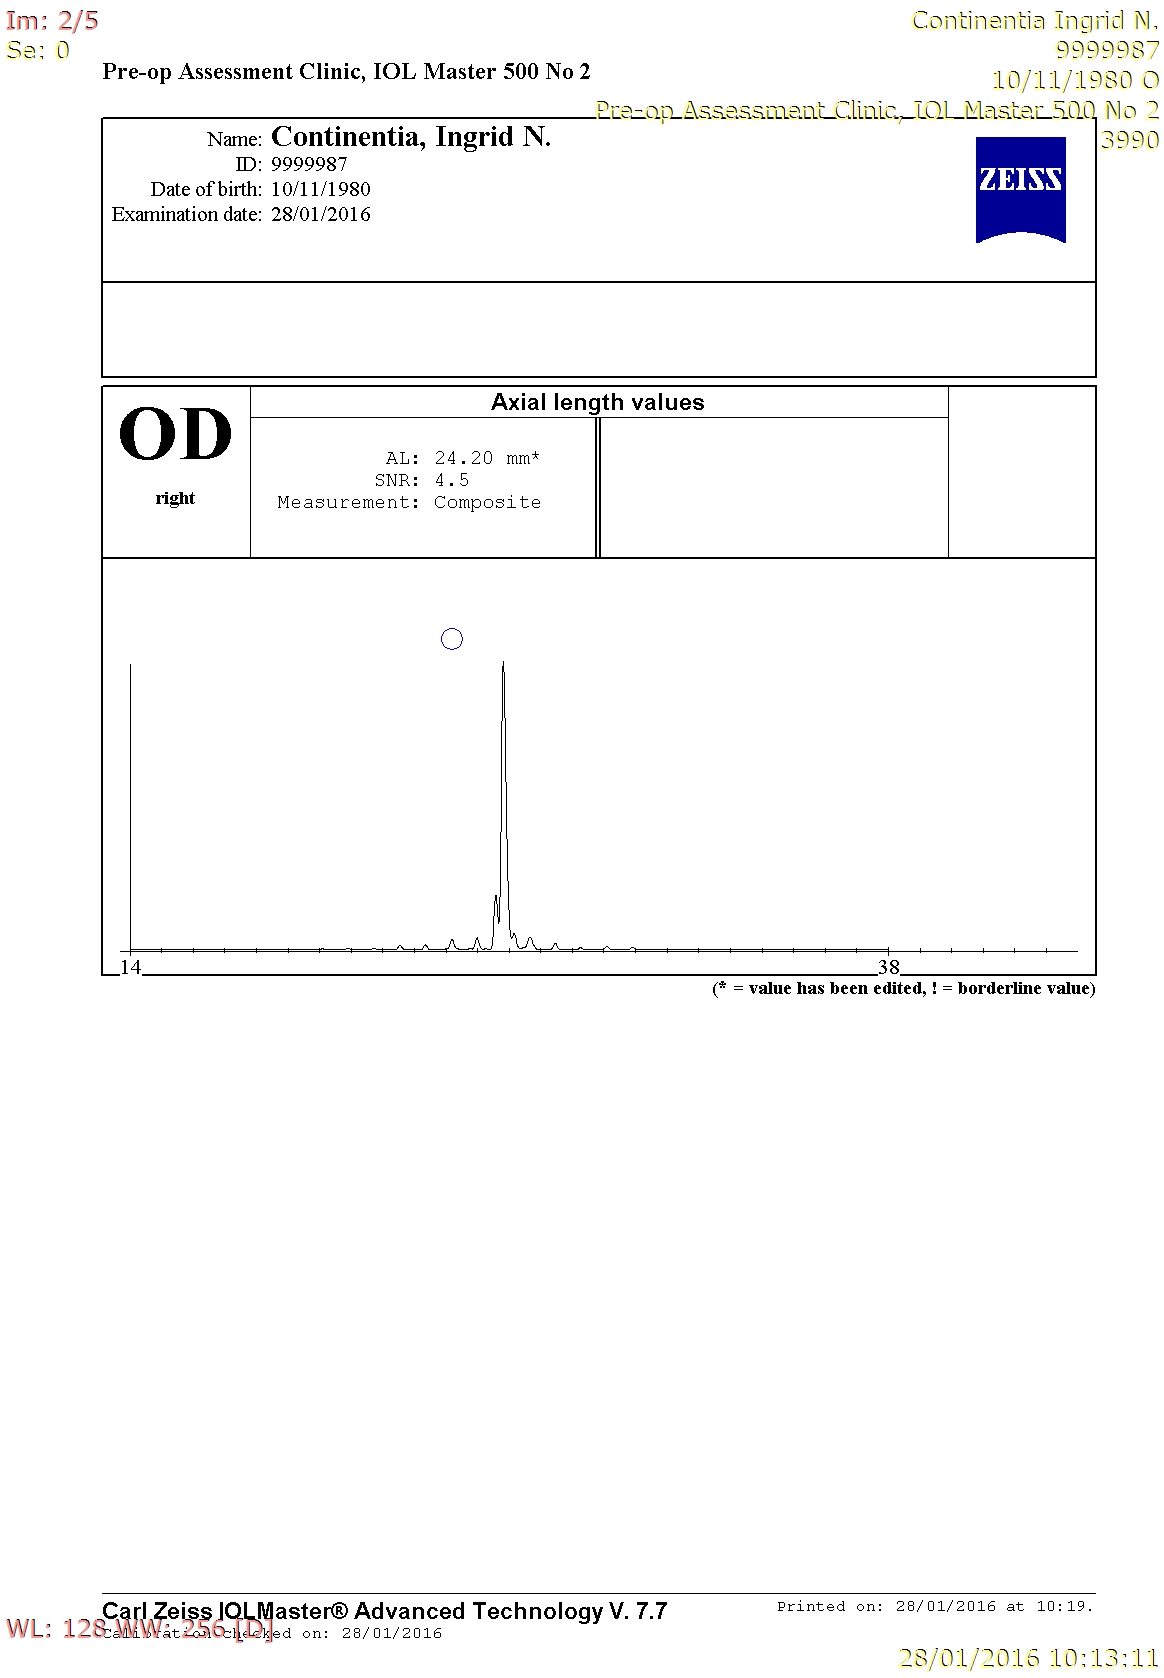 Im: 2/5
Se: 0
Continentia Ingrid N.
9999987
10/11/1980 O
Pre-op Assessment Clinic, IOL Master 500 No 2
3990
Pre-op Assessment Clinic, IOL Master 500 No 2
Name: Continentia, Ingrid N.
ID: 9999987
Date of birth: 10/11/1980
Examination date: 28/01/2016
ZEISS
OD
right
Axial length values
AL: 24.20 mm*
SNR: 4.5
Measurement: Composite
14 38
(* = value has been edited, ! = borderline value)
Carl Zeiss IOLMaster® Advanced Technology V. 7.7
Printed on: 28/01/2016 at 10:19.
WL: 128 WW: 256 [D]
Calibration checked on: 28/01/2016
28/01/2016 10:13:11